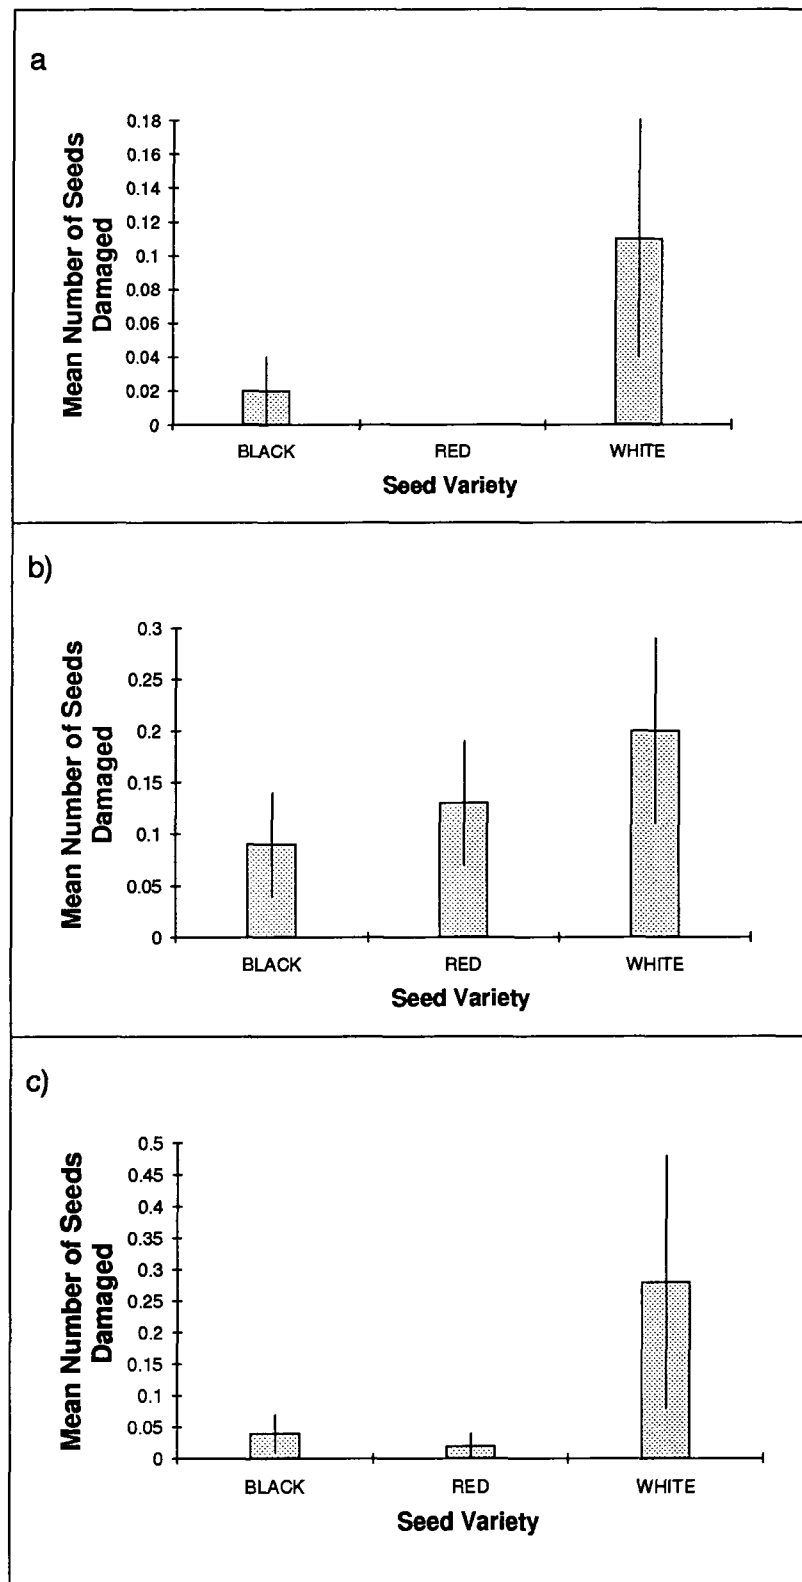 a
Mean Number of Seeds
Damaged
0.18
0.16
0.14
0.12
0.1
0.08
0.06
0.04
0.02
0
BLACK RED WHITE
Seed Variety
b)
Mean Number of Seeds
Damaged
0.3
0.25
0.2
0.15
0.1
0.05
0
BLACK RED WHITE
Seed Variety
c)
Mean Number of Seeds
Damaged
0.5
0.45
0.4
0.35
0.3
0.25
0.2
0.15
0.1
0.05
0
BLACK RED WHITE
Seed Variety